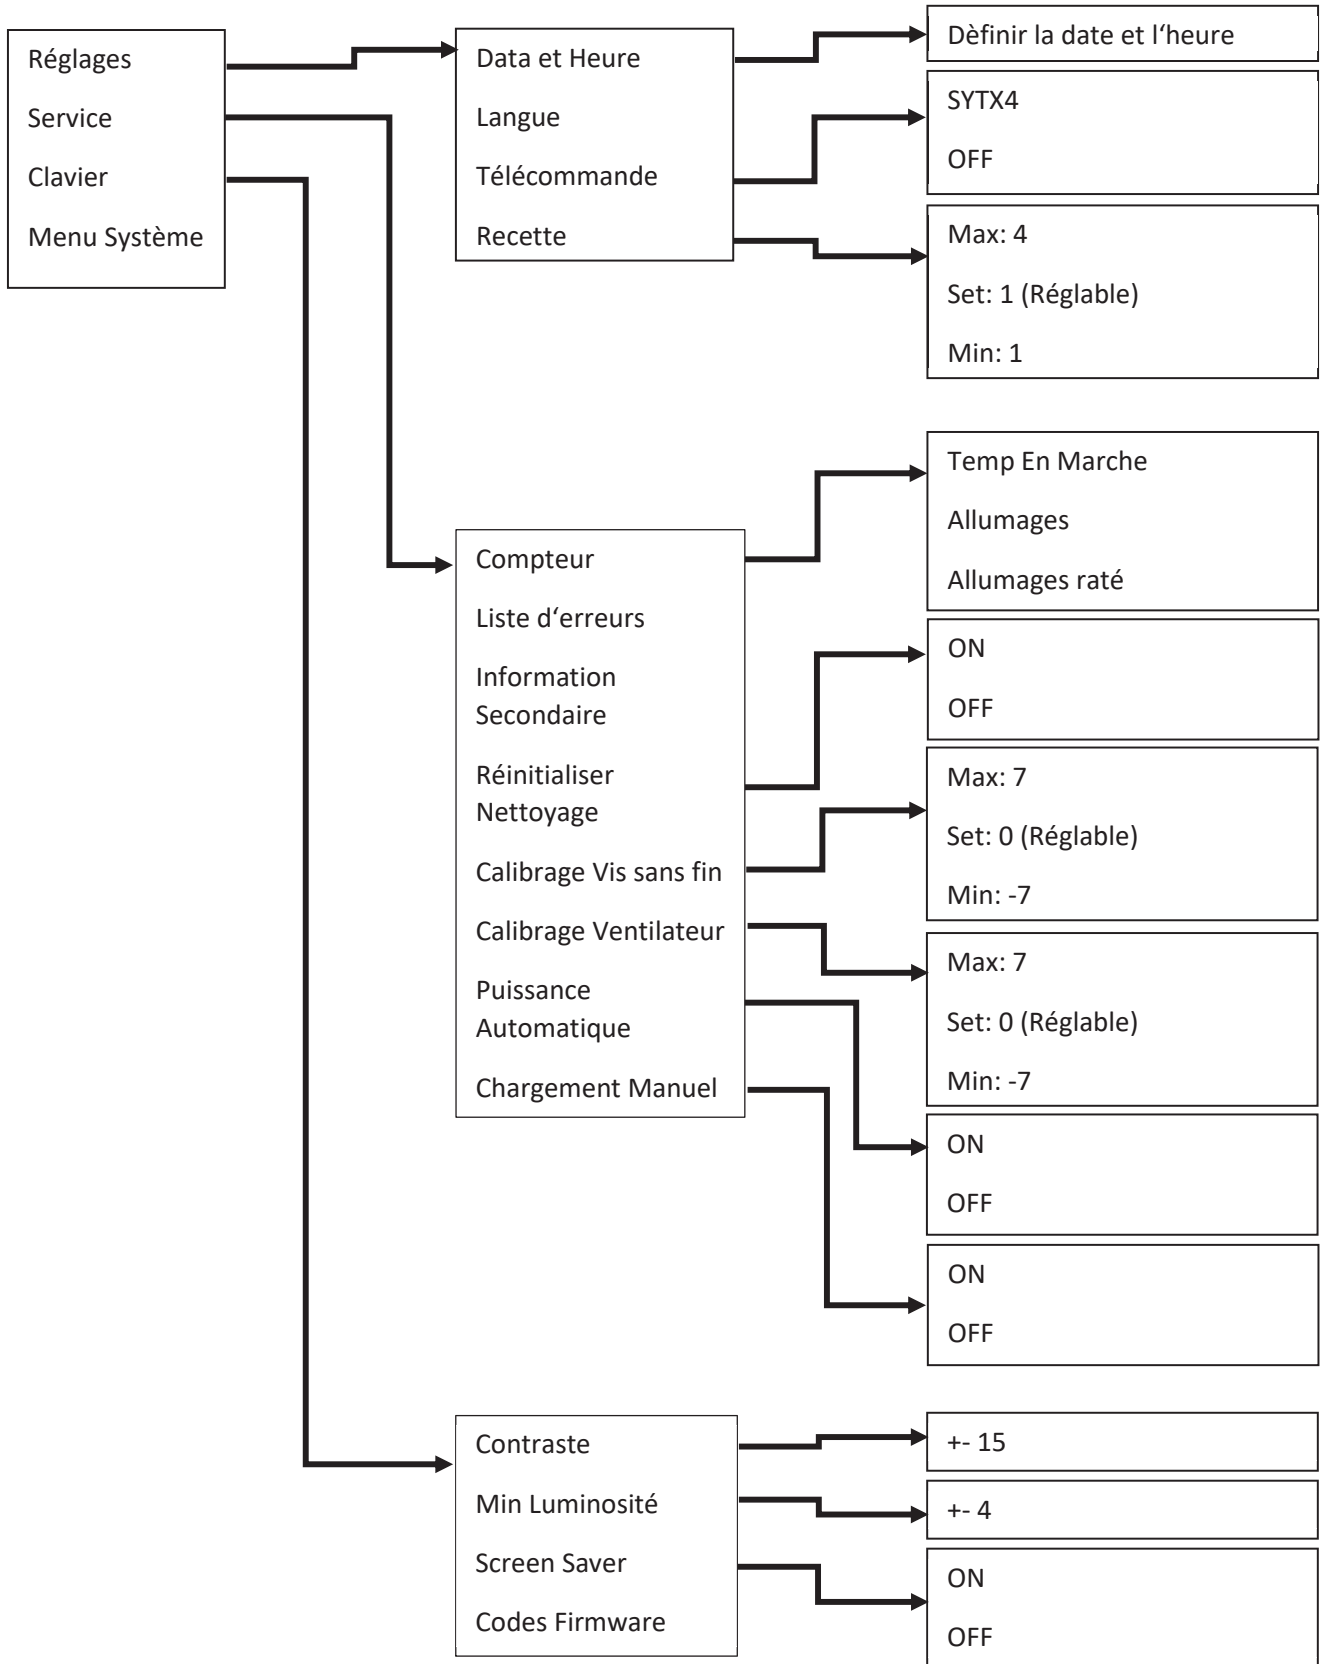 Réglages
Service
Clavier
Menu Système
Data et Heure
Langue
Télécommande
Recette
Dèfinir la date et l‘heure
SYTX4
OFF
Max: 4
Set: 1 (Réglable)
Min: 1
Compteur
Liste d‘erreurs
Information
Secondaire
Réinitialiser
Nettoyage
Calibrage Vis sans fin
Calibrage Ventilateur
Puissance
Automatique
Chargement Manuel
Temp En Marche
Allumages
Allumages raté
ON
OFF
Max: 7
Set: 0 (Réglable)
Min: -7
Max: 7
Set: 0 (Réglable)
Min: -7
ON
OFF
ON
OFF
Contraste
Min Luminosité
Screen Saver
Codes Firmware
+- 15
+- 4
ON
OFF